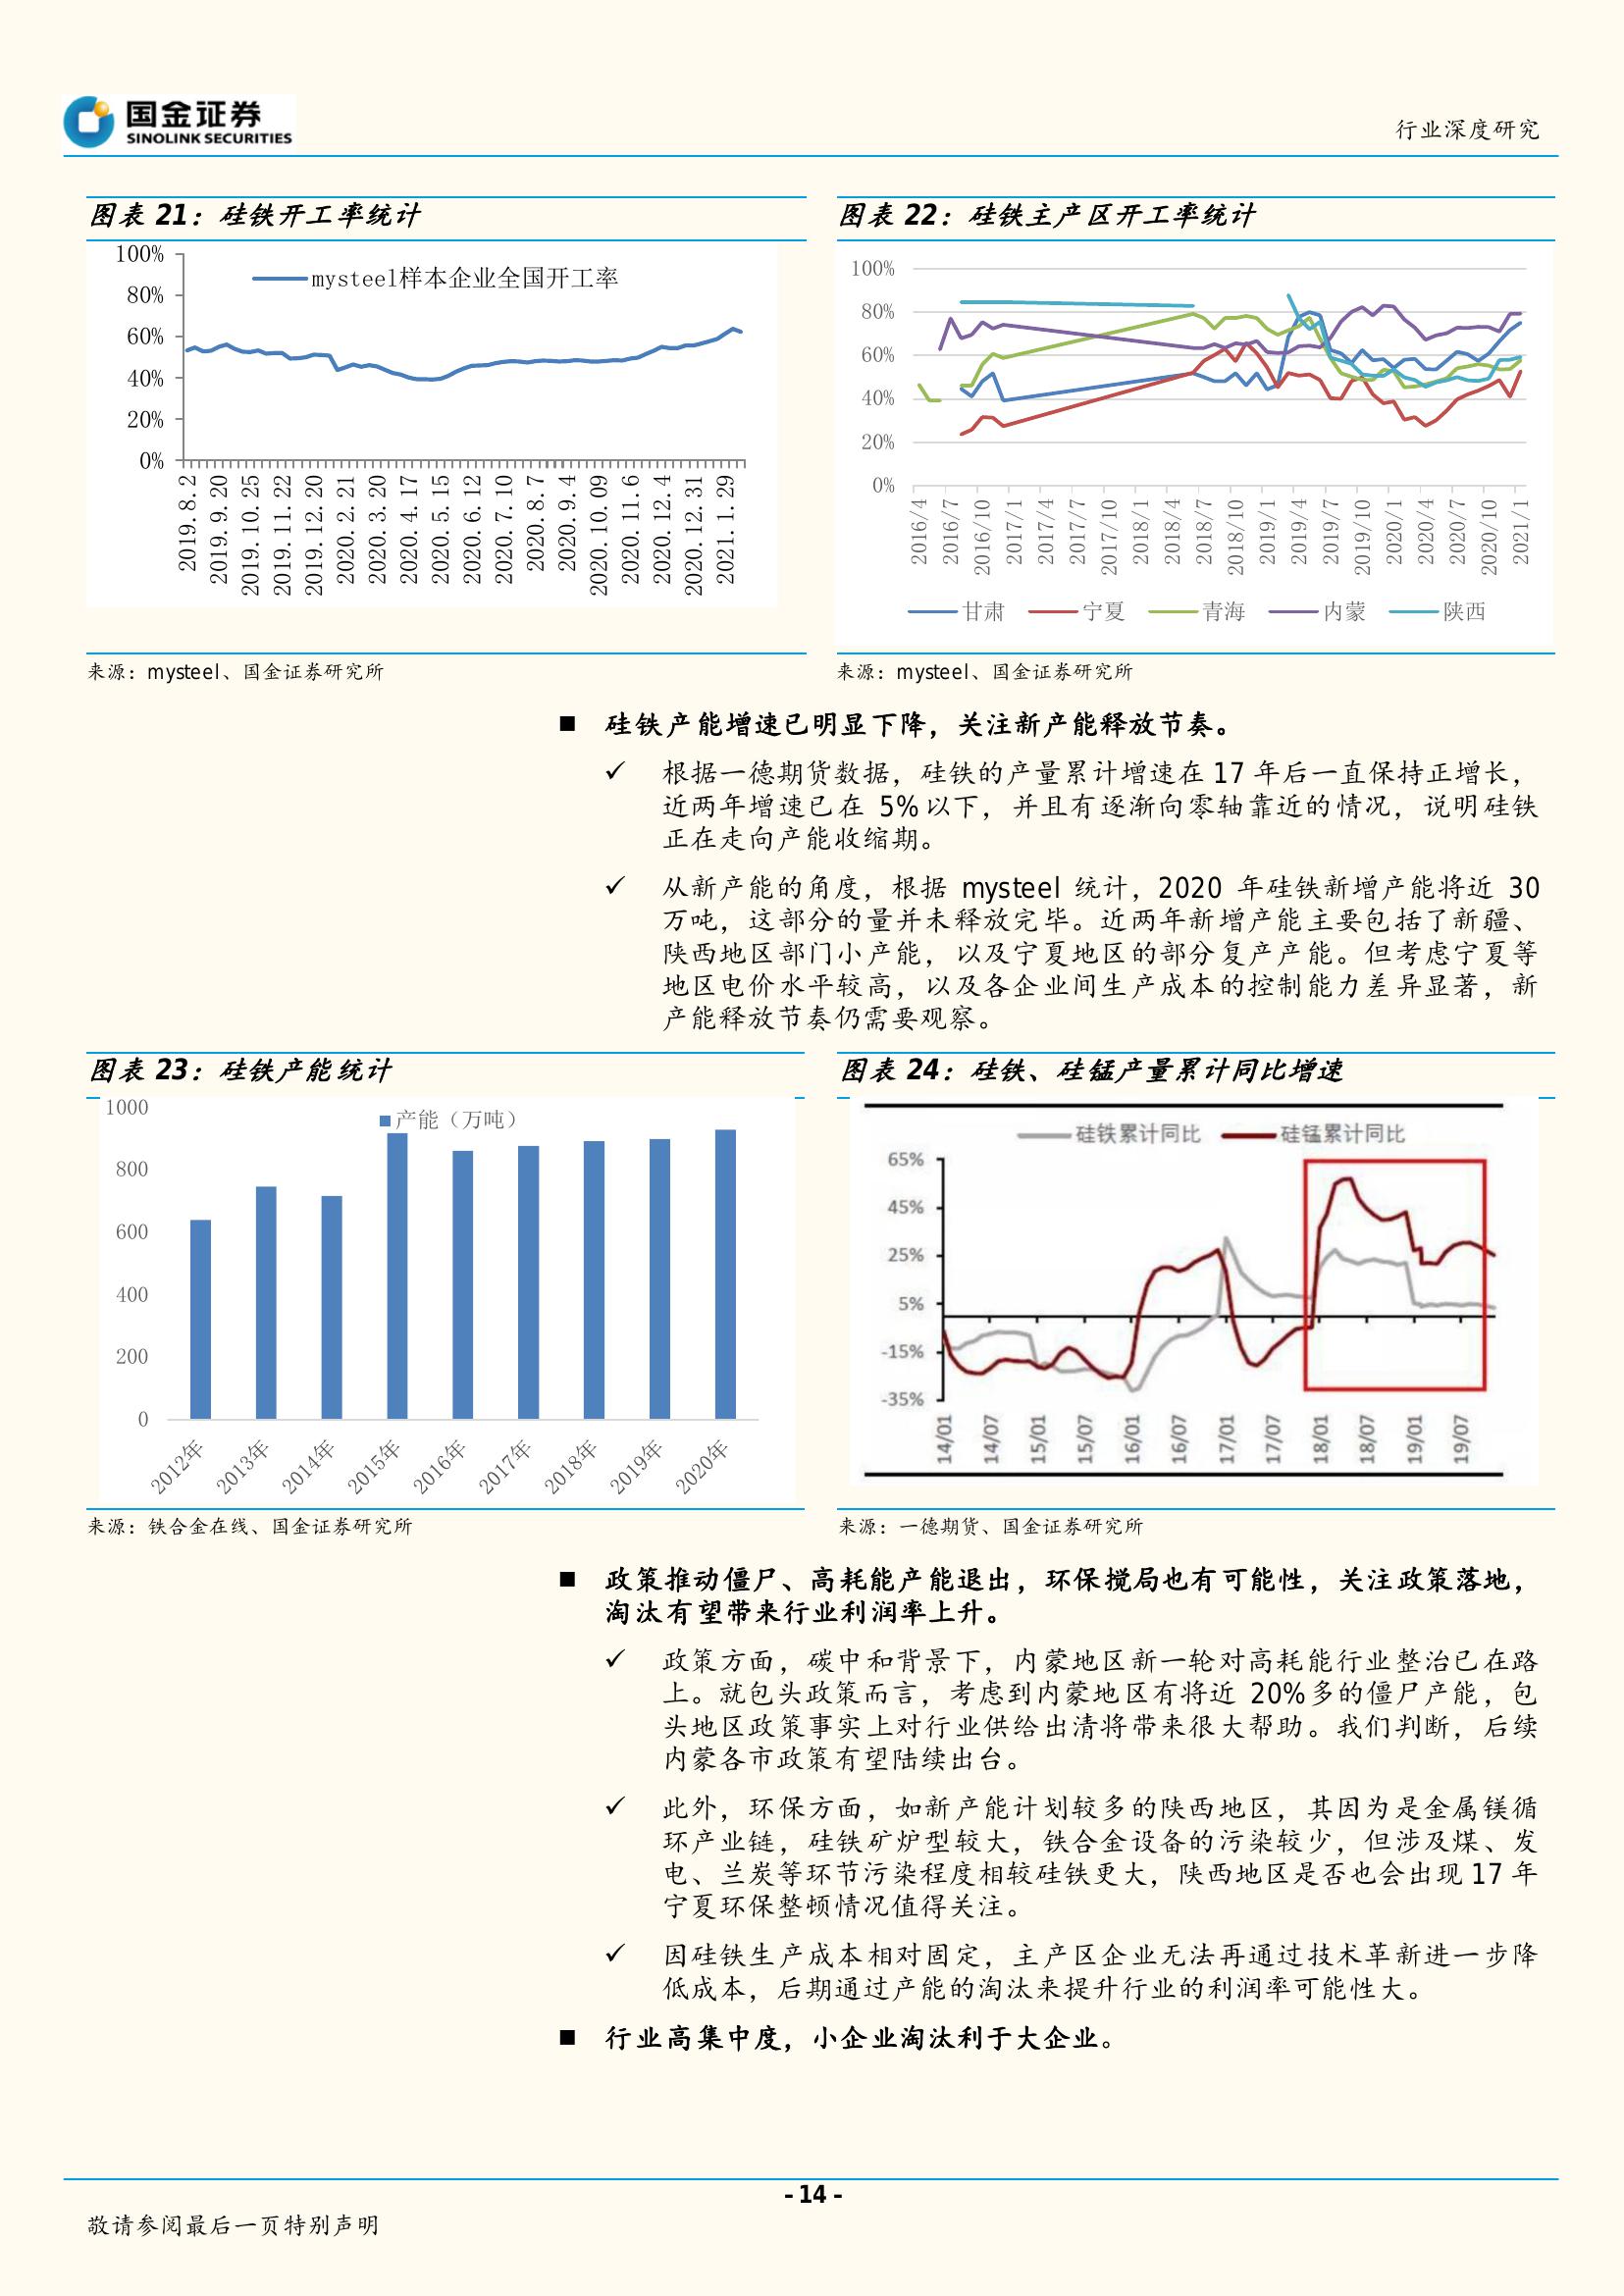 国金证券
SINOLINK SECURITIES
行业深度研究
图表 21：硅铁开工率统计
100%
80%
60%
40%
20%
0%
mysteel样本企业全国开工率
2019.8.2
2019.9.20
2019.10.25
2019.11.22
2019.12.20
2020.2.21
2020.3.20
2020.4.17
2020.5.15
2020.6.12
2020.7.10
2020.8.7
2020.9.4
2020.10.09
2020.11.6
2020.12.4
2020.12.31
2021.1.29
来源：mysteel、国金证券研究所
图表 22：硅铁主产区开工率统计
100%
80%
60%
40%
20%
0%
2016/4
2016/7
2016/10
2017/1
2017/4
2017/7
2017/10
2018/1
2018/4
2018/7
2018/10
2019/1
2019/4
2019/7
2019/10
2020/1
2020/4
2020/7
2020/10
2021/1
甘肃 宁夏 青海 内蒙 陕西
来源：mysteel、国金证券研究所
■ 硅铁产能增速已明显下降，关注新产能释放节奏。
✓ 根据一德期货数据，硅铁的产量累计增速在 17 年后一直保持正增长，
近两年增速已在 5%以下，并且有逐渐向零轴靠近的情况，说明硅铁
正在走向产能收缩期。
✓ 从新产能的角度，根据 mysteel 统计，2020 年硅铁新增产能将近 30
万吨，这部分的量并未释放完毕。近两年新增产能主要包括了新疆、
陕西地区部门小产能，以及宁夏地区的部分复产产能。但考虑宁夏等
地区电价水平较高，以及各企业间生产成本的控制能力差异显著，新
产能释放节奏仍需要观察。
图表 23：硅铁产能统计
1000
800
600
400
200
0
产能（万吨）
2012年
2013年
2014年
2015年
2016年
2017年
2018年
2019年
2020年
来源：铁合金在线、国金证券研究所
图表 24：硅铁、硅锰产量累计同比增速
硅铁累计同比 硅锰累计同比
65%
45%
25%
5%
-15%
-35%
14/01
14/07
15/01
15/07
16/01
16/07
17/01
17/07
18/01
18/07
19/01
19/07
来源：一德期货、国金证券研究所
■ 政策推动僵尸、高耗能产能退出，环保搅局也有可能性，关注政策落地，
淘汰有望带来行业利润率上升。
✓ 政策方面，碳中和背景下，内蒙地区新一轮对高耗能行业整治已在路
上。就包头政策而言，考虑到内蒙地区有将近 20%多的僵尸产能，包
头地区政策事实上对行业供给出清将带来很大帮助。我们判断，后续
内蒙各市政策有望陆续出台。
✓ 此外，环保方面，如新产能计划较多的陕西地区，其因为是金属镁循
环产业链，硅铁矿炉型较大，铁合金设备的污染较少，但涉及煤、发
电、兰炭等环节污染程度相较硅铁更大，陕西地区是否也会出现 17 年
宁夏环保整顿情况值得关注。
✓ 因硅铁生产成本相对固定，主产区企业无法再通过技术革新进一步降
低成本，后期通过产能的淘汰来提升行业的利润率可能性大。
■ 行业高集中度，小企业淘汰利于大企业。
- 14 -
敬请参阅最后一页特别声明